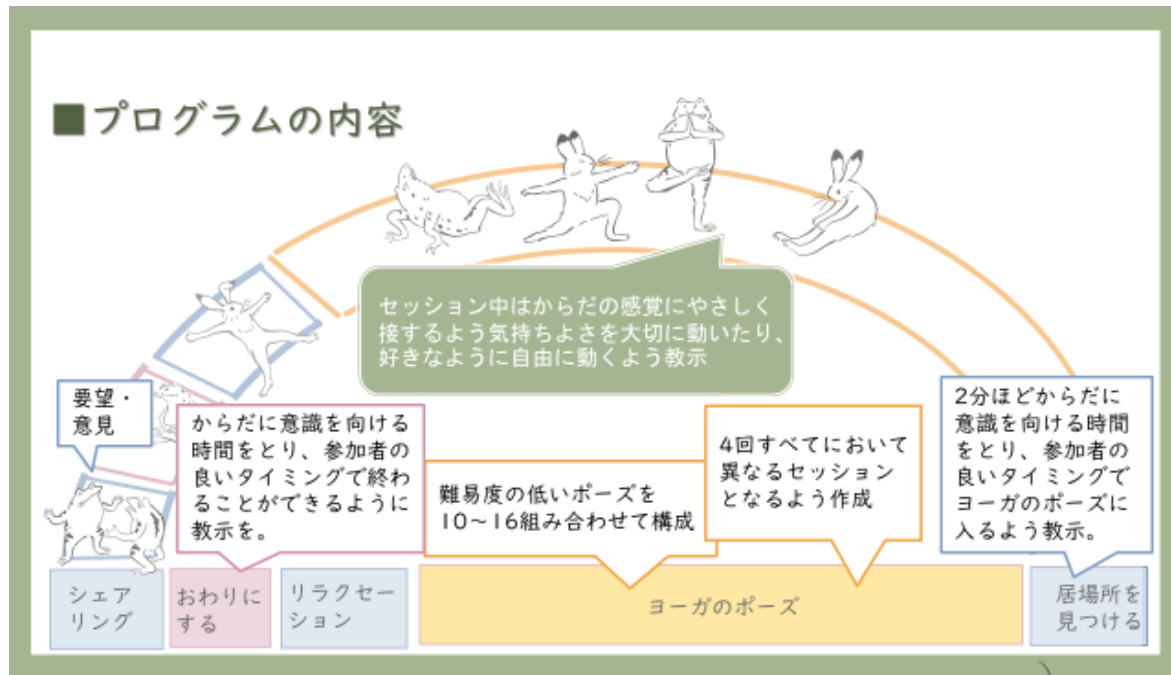 ■プログラムの内容
セッション中はからだの感覚にやさしく
接するよう気持ちよさを大切に動いたり、
好きなように自由に動くよう教示
要望・
意見
からだに意識を向ける
時間をとり、参加者の
良いタイミングで終わ
ることができるように
教示を。
難易度の低いポーズを
10～16組み合わせて構成
4回すべてにおいて
異なるセッション
となるよう作成
2分ほどからだに
意識を向ける時間
をとり、参加者の
良いタイミングで
ヨーガのポーズに
入るよう教示。
シェア
リング
おわりに
する
リラクセー
ション
ヨーガのポーズ
居場所を
見つける